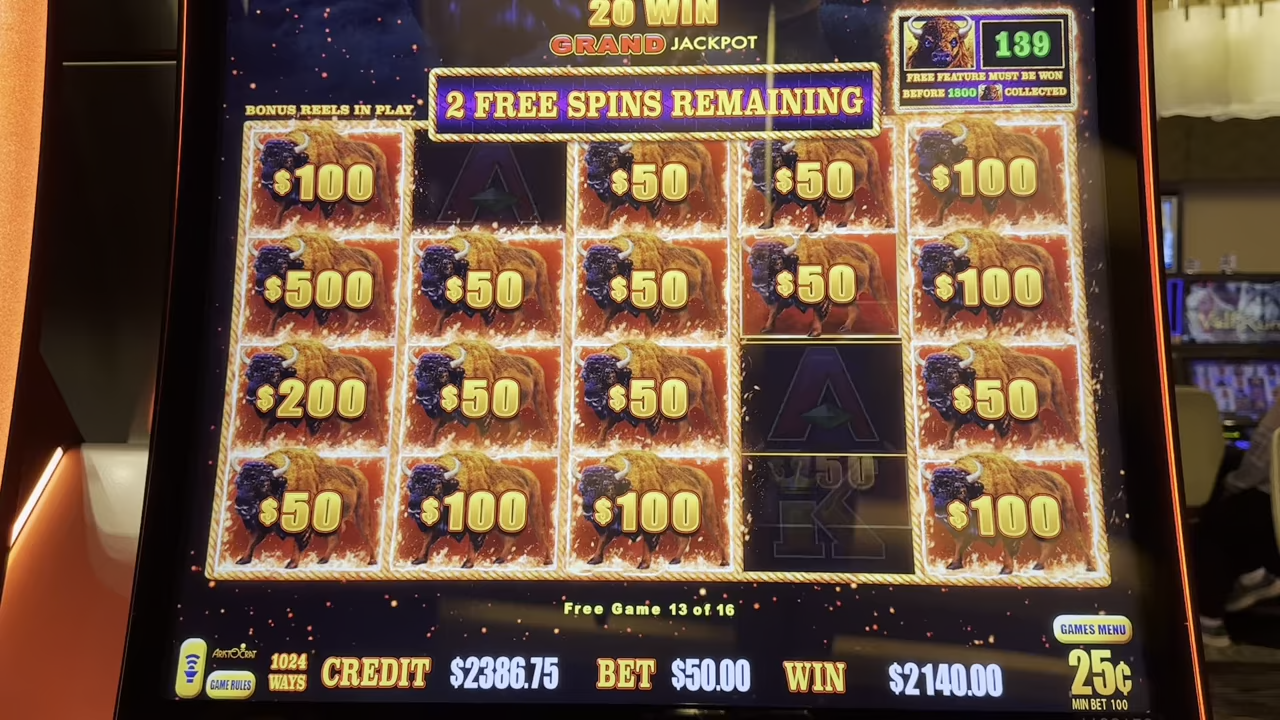 20 WIN
GRAND JACKPOT
139
FREE FEATURE MUST BE WON
BEFORE 1800 COLLECTED
BONUS REELS IN PLAY
2 FREE SPINS REMAINING
$100 A $50 $50 $100
$500 $50 $50 $50 $100
$200 $50 $50 A $50
$50 $100 $100 K $100
Free Game 13 of 16
GAMES MENU
ARISTOCRAT
GAME RULES
1024 WAYS
CREDIT $2386.75 BET $50.00 WIN $2140.00
25¢
MIN BET 100